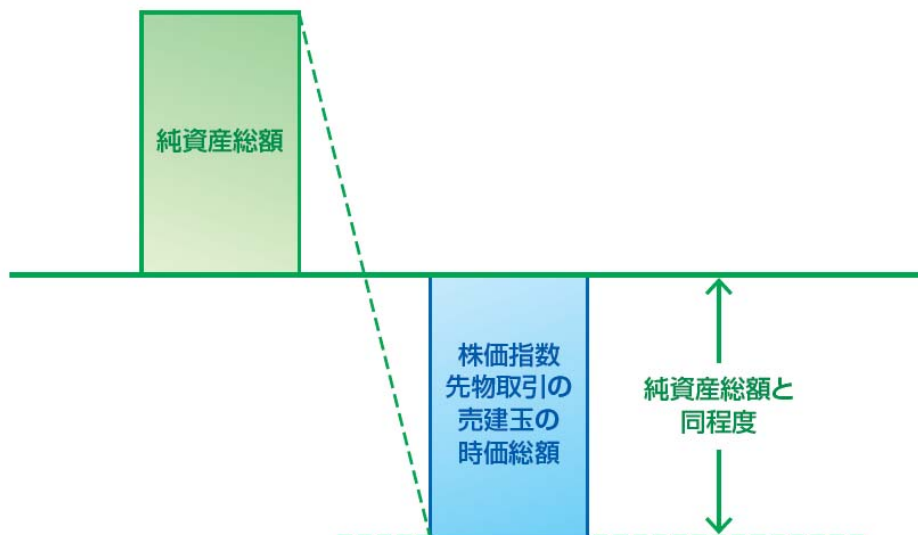 純資産総額
株価指数
先物取引の
売建玉の
時価総額
純資産総額と
同程度